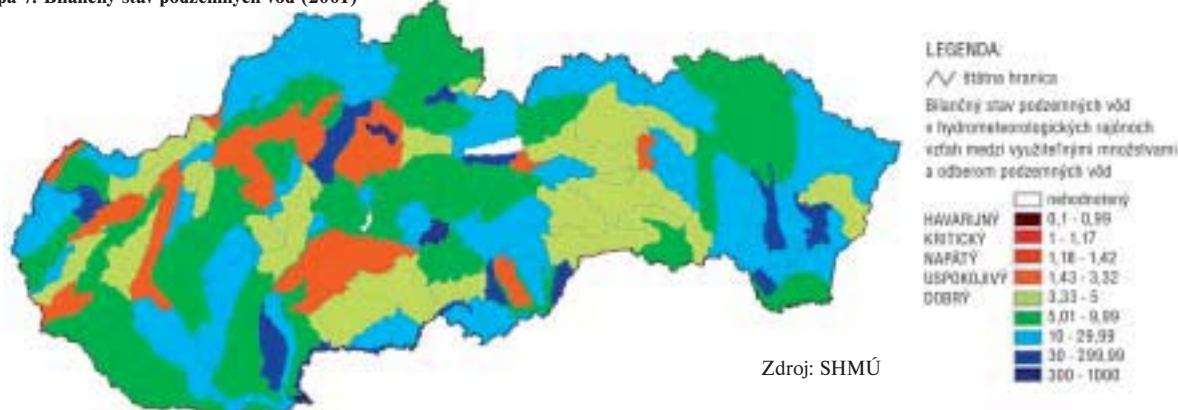 pa 7. Bilančný stav podzemných vôd (2001)
LEGENDA:
štátna hranica
Bilančný stav podzemných vôd
v hydrometeorologických rajónoch
vzťah medzi využiteľnými množstvami
a odberom podzemných vôd
nehodnotený
HAVARIJNÝ 0,1 - 0,99
KRITICKÝ 1 - 1,17
NAPÄTÝ 1,18 - 1,42
USPOKOJIVÝ 1,43 - 3,32
DOBRÝ 3,33 - 5
5,01 - 9,99
10 - 29,99
30 - 299,99
300 - 1000
Zdroj: SHMÚ